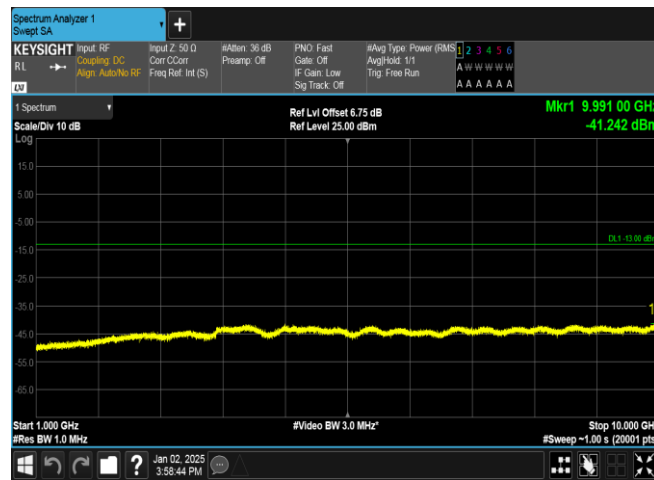 Spectrum Analyzer 1
Swept SA
+
KEYSIGHT Input: RF Input Z: 50 Ω #Atten: 36 dB PNO: Fast #Avg Type: Power (RMS 1 2 3 4 5 6
RL Coupling: DC Corr CCorr Preamp: Off Gate: Off Avg|Hold: 1/1 A W W W W W
Align: Auto/No RF Freq Ref: Int (S) IF Gain: Low Trig: Free Run
LXI Sig Track: Off A A A A A A
1 Spectrum
Scale/Div 10 dB
Ref Lvl Offset 6.75 dB
Ref Level 25.00 dBm
Mkr1 9.991 00 GHz
-41.242 dBm
Log
15.0
5.00
-5.00
DL1 -13.00 dBm
-15.0
-25.0
-35.0
1
-45.0
-55.0
-65.0
Start 1.000 GHz #Video BW 3.0 MHz* Stop 10.000 GH
#Res BW 1.0 MHz #Sweep ~1.00 s (20001 pts
? Jan 02, 2025
3:58:44 PM